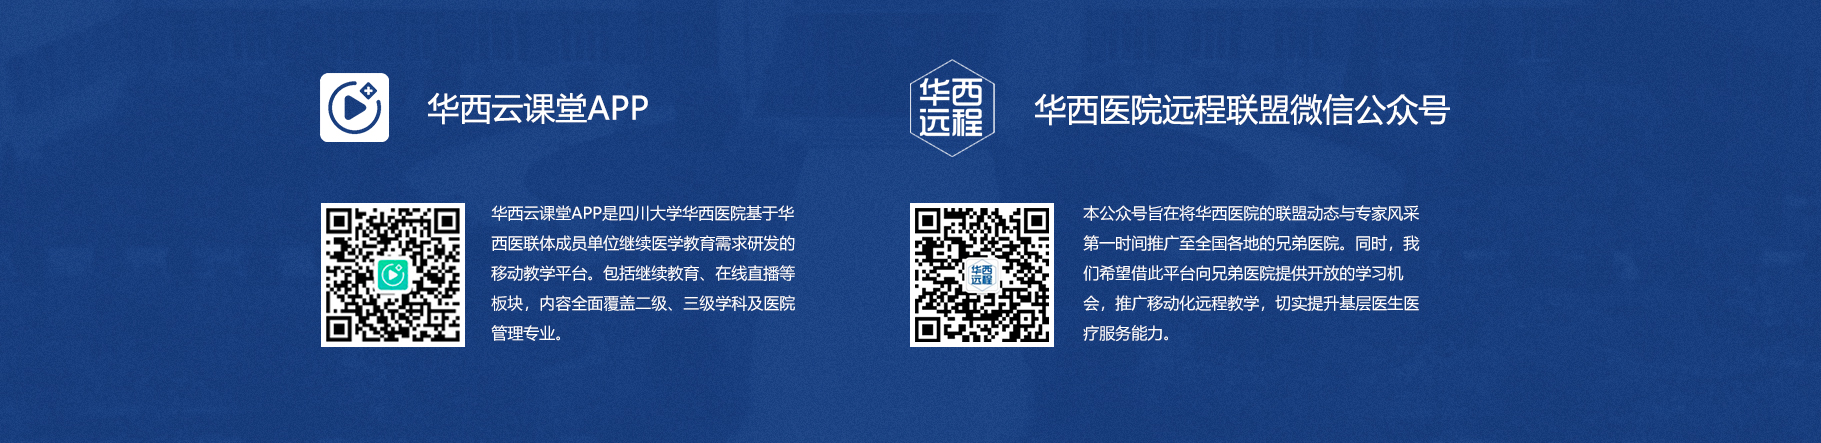 华西云课堂APP
华西云课堂APP是四川大学华西医院基于华
西医联体成员单位继续医学教育需求研发的
移动教学平台。包括继续教育、在线直播等
板块，内容全面覆盖二级、三级学科及医院
管理专业。
华西
远程
华西医院远程联盟微信公众号
华西
远程
本公众号旨在将华西医院的联盟动态与专家风采
第一时间推广至全国各地的兄弟医院。同时，我
们希望借此平台向兄弟医院提供开放的学习机
会，推广移动化远程教学，切实提升基层医生医
疗服务能力。